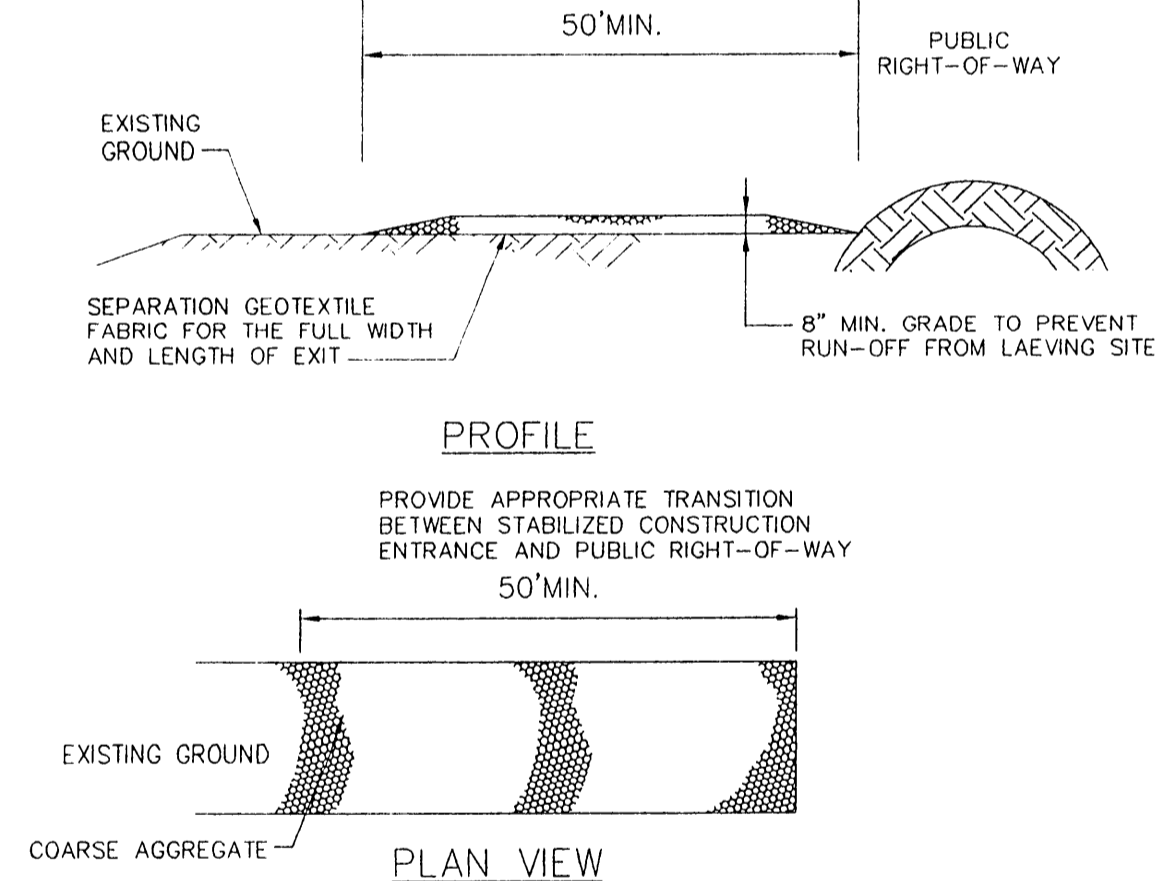 50'MIN.
PUBLIC
RIGHT-OF-WAY
EXISTING
GROUND
SEPARATION GEOTEXTILE
FABRIC FOR THE FULL WIDTH
AND LENGTH OF EXIT
8" MIN. GRADE TO PREVENT
RUN-OFF FROM LAEVING SITE
PROFILE
PROVIDE APPROPRIATE TRANSITION
BETWEEN STABILIZED CONSTRUCTION
ENTRANCE AND PUBLIC RIGHT-OF-WAY
50'MIN.
EXISTING GROUND
COARSE AGGREGATE
PLAN VIEW